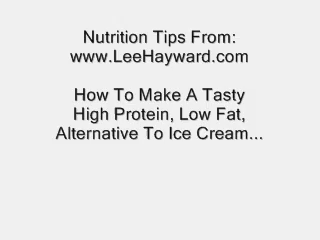 Nutrition Tips From:
www.LeeHayward.com
How To Make A Tasty
High Protein, Low Fat,
Alternative To Ice Cream...